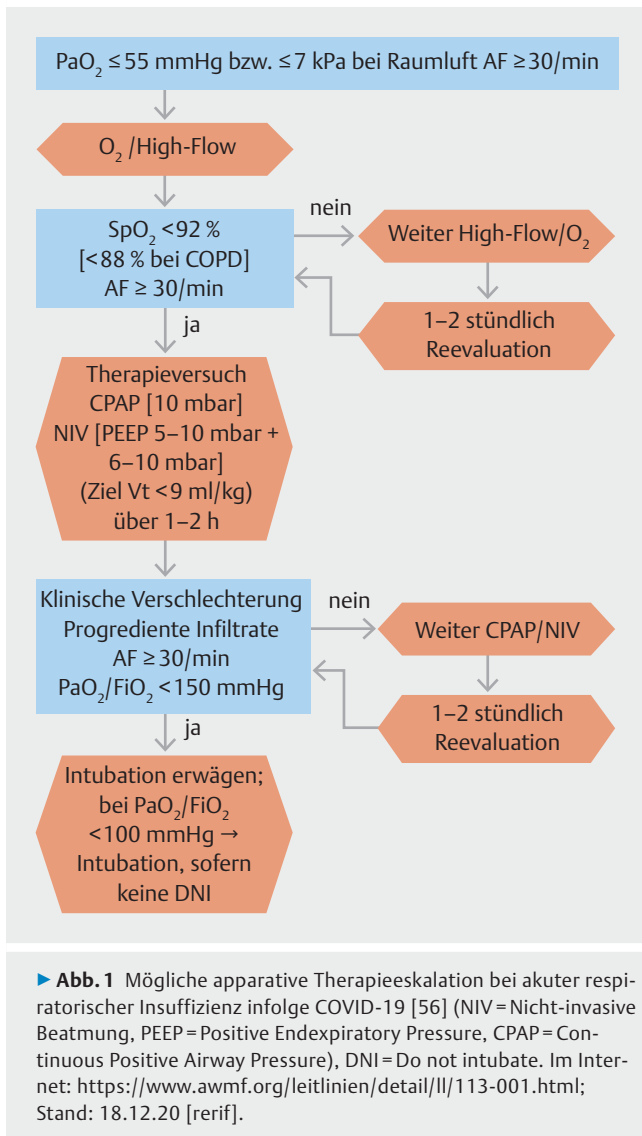 PaO₂ ≤ 55 mmHg bzw. ≤ 7 kPa bei Raumluft AF ≥ 30/min
O₂ /High-Flow
SpO₂ < 92 %
[< 88 % bei COPD]
AF ≥ 30/min
nein
Weiter High-Flow/O₂
1–2 stündlich
Reevaluation
ja
Therapieversuch
CPAP [10 mbar]
NIV [PEEP 5–10 mbar +
6–10 mbar]
(Ziel Vt < 9 ml/kg)
über 1–2 h
Klinische Verschlechterung
Progrediente Infiltrate
AF ≥ 30/min
PaO₂/FiO₂ < 150 mmHg
nein
Weiter CPAP/NIV
1–2 stündlich
Reevaluation
ja
Intubation erwägen;
bei PaO₂/FiO₂
< 100 mmHg →
Intubation, sofern
keine DNI
▶ Abb. 1 Mögliche apparative Therapieeskalation bei akuter respi-
ratorischer Insuffizienz infolge COVID-19 [56] (NIV = Nicht-invasive
Beatmung, PEEP = Positive Endexpiratory Pressure, CPAP = Con-
tinuous Positive Airway Pressure), DNI = Do not intubate. Im Inter-
net: https://www.awmf.org/leitlinien/detail/ll/113-001.html;
Stand: 18.12.20 [rerif].